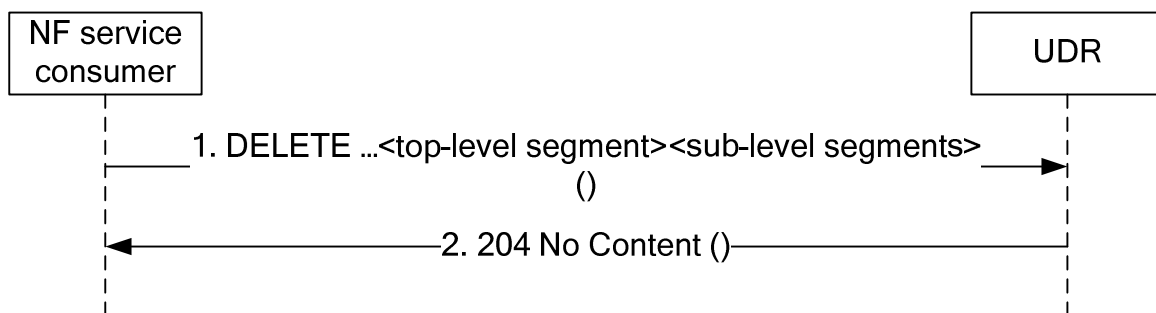 NF service
consumer
UDR
1. DELETE ...<top-level segment><sub-level segments>
()
2. 204 No Content ()